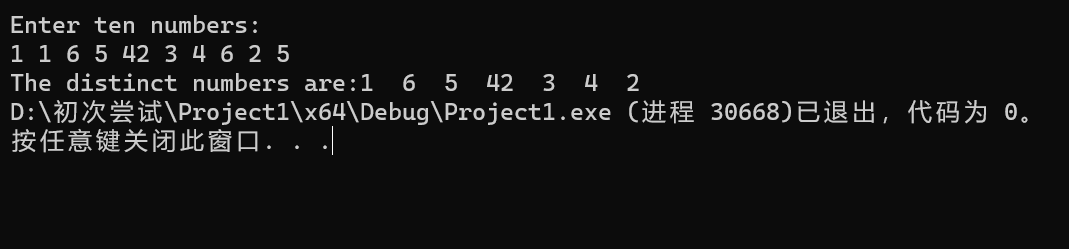 Enter ten numbers:
1 1 6 5 42 3 4 6 2 5
The distinct numbers are:1  6  5  42  3  4  2
D:\初次尝试\Project1\x64\Debug\Project1.exe (进程 30668)已退出，代码为 0。
按任意键关闭此窗口. . .